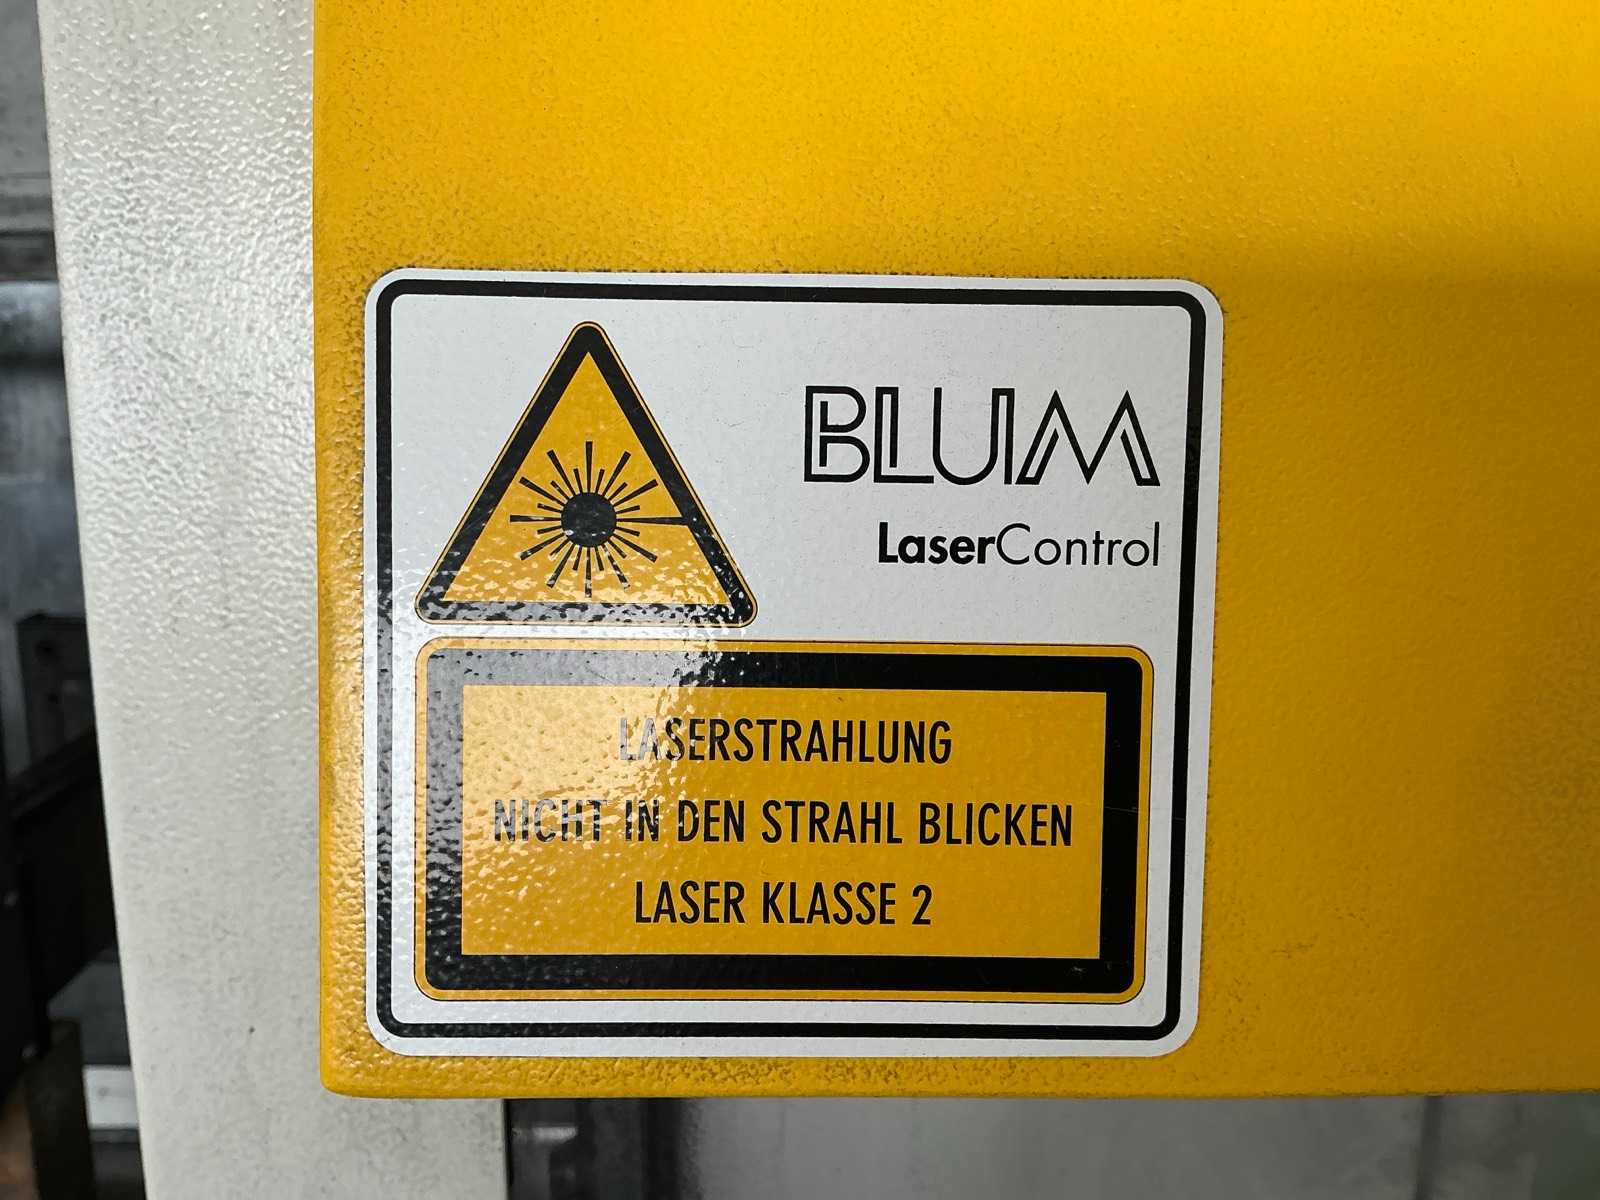 BLUM
LaserControl
LASERSTRAHLUNG
NICHT IN DEN STRAHL BLICKEN
LASER KLASSE 2